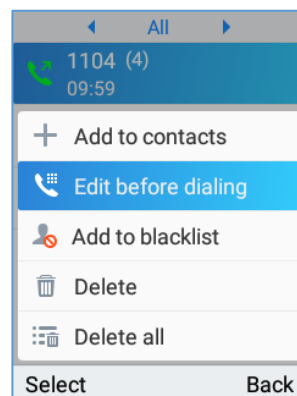 All
1104 (4)
09:59
Add to contacts
Edit before dialing
Add to blacklist
Delete
Delete all
Select Back